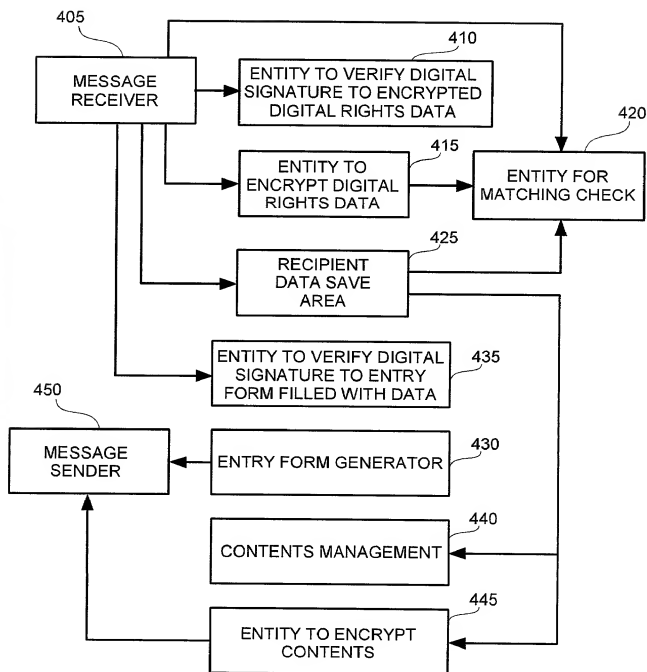 405
MESSAGE
RECEIVER
410
ENTITY TO VERIFY DIGITAL
SIGNATURE TO ENCRYPTED
DIGITAL RIGHTS DATA
415
ENTITY TO
ENCRYPT DIGITAL
RIGHTS DATA
420
ENTITY FOR
MATCHING CHECK
425
RECIPIENT
DATA SAVE
AREA
ENTITY TO VERIFY DIGITAL
SIGNATURE TO ENTRY
FORM FILLED WITH DATA
435
450
MESSAGE
SENDER
ENTRY FORM GENERATOR
430
440
CONTENTS MANAGEMENT
445
ENTITY TO ENCRYPT
CONTENTS